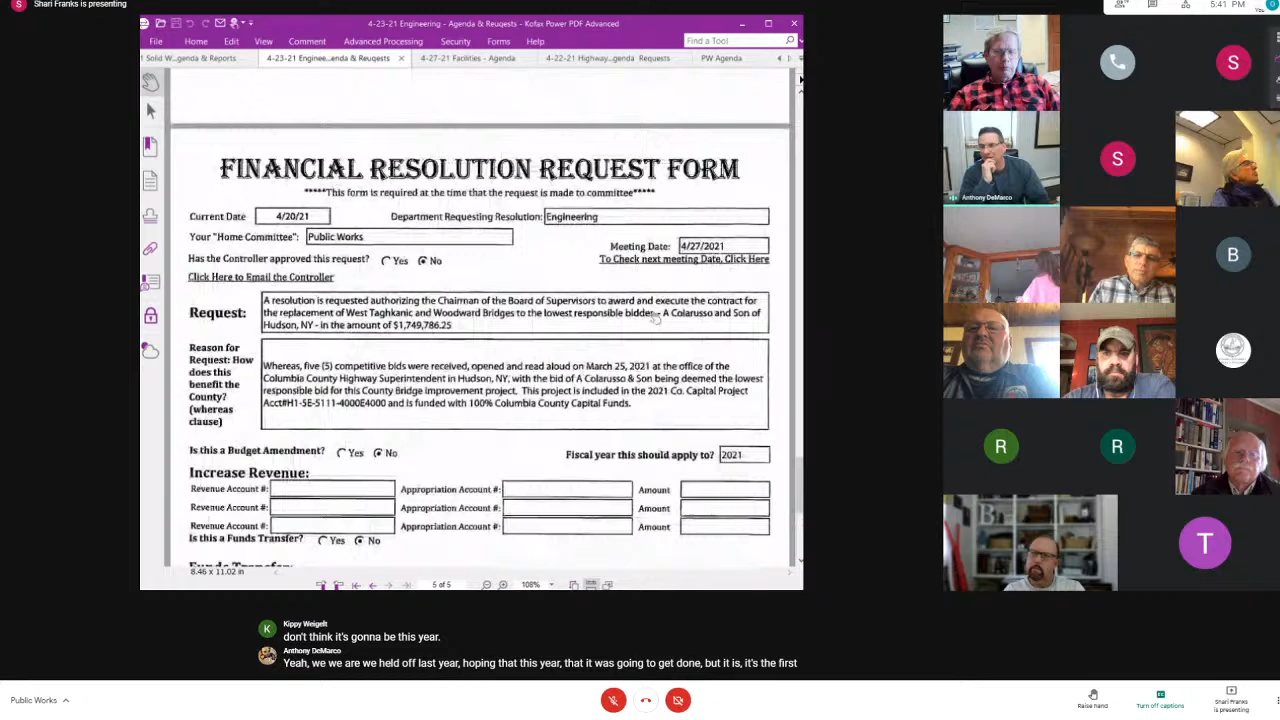 Shari Franks is presenting
5:41 PM
You
4-23-21 Engineering - Agenda & Reuqests - Kofax Power PDF Advanced
File Home Edit View Comment Advanced Processing Security Forms Help Find a Tool
1 Solid W...genda & Reports 4-23-21 Enginee...enda & Reuqests 4-27-21 Facilities - Agenda 4-22-21 Highway...genda Requests PW Agenda
FINANCIAL RESOLUTION REQUEST FORM
*****This form is required at the time that the request is made to committee*****
Current Date 4/20/21 Department Requesting Resolution: Engineering
Your "Home Committee": Public Works
Meeting Date: 4/27/2021
Has the Controller approved this request? Yes No
To Check next meeting Date, Click Here
Click Here to Email the Controller
Request:
A resolution is requested authorizing the Chairman of the Board of Supervisors to award and execute the contract for
the replacement of West Taghkanic and Woodward Bridges to the lowest responsible bidder - A Colarusso and Son of
Hudson, NY - in the amount of $1,749,786.25
Reason for
Request: How
does this
benefit the
County?
(whereas
clause)
Whereas, five (5) competitive bids were received, opened and read aloud on March 25, 2021 at the office of the
Columbia County Highway Superintendent in Hudson, NY, with the bid of A Colarusso & Son being deemed the lowest
responsible bid for this County Bridge improvement project. This project is included in the 2021 Co. Capital Project
Acct#H1-5E-5111-4000E4000 and is funded with 100% Columbia County Capital Funds.
Is this a Budget Amendment? Yes No
Fiscal year this should apply to? 2021
Increase Revenue:
Revenue Account #: Appropriation Account #: Amount
Revenue Account #: Appropriation Account #: Amount
Revenue Account #: Appropriation Account #: Amount
Is this a Funds Transfer? Yes No
Funds Transfer:
8.46 x 11.02 in
5 of 5
108%
S
S
Anthony DeMarco
B
R
R
T
K
Kippy Weigelt
don't think it's gonna be this year.
Anthony DeMarco
Yeah, we we are we held off last year, hoping that this year, that it was going to get done, but it is, it's the first
Public Works
Raise hand
Turn off captions
Shari Franks
is presenting